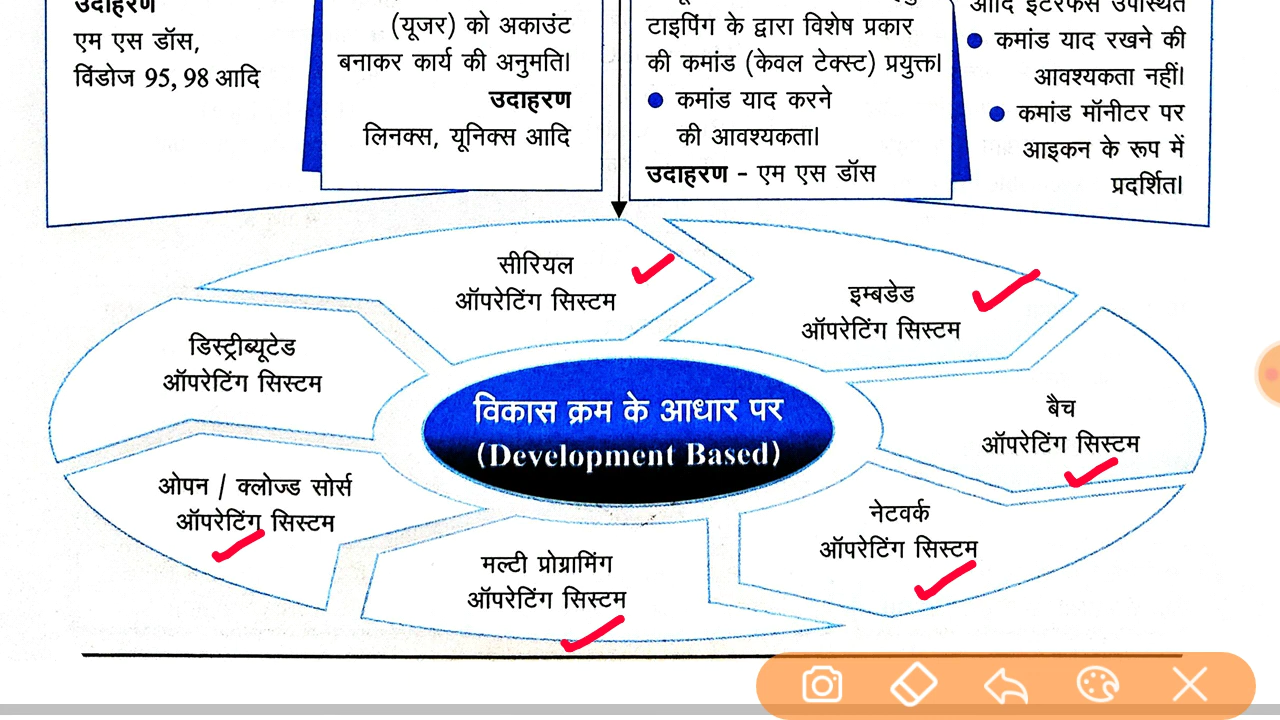 उदाहरण
एम एस डॉस,
विंडोज 95, 98 आदि
(यूजर) को अकाउंट
बनाकर कार्य की अनुमति।
उदाहरण
लिनक्स, यूनिक्स आदि
टाइपिंग के द्वारा विशेष प्रकार
की कमांड (केवल टेक्स्ट) प्रयुक्त।
● कमांड याद करने
की आवश्यकता।
उदाहरण - एम एस डॉस
आदि इंटरफेस उपस्थित
● कमांड याद रखने की
आवश्यकता नहीं।
● कमांड मॉनीटर पर
आइकन के रूप में
प्रदर्शित।
सीरियल
ऑपरेटिंग सिस्टम
इम्बडेड
ऑपरेटिंग सिस्टम
डिस्ट्रीब्यूटेड
ऑपरेटिंग सिस्टम
विकास क्रम के आधार पर
(Development Based)
बैच
ऑपरेटिंग सिस्टम
ओपन / क्लोज्ड सोर्स
ऑपरेटिंग सिस्टम
नेटवर्क
ऑपरेटिंग सिस्टम
मल्टी प्रोग्रामिंग
ऑपरेटिंग सिस्टम